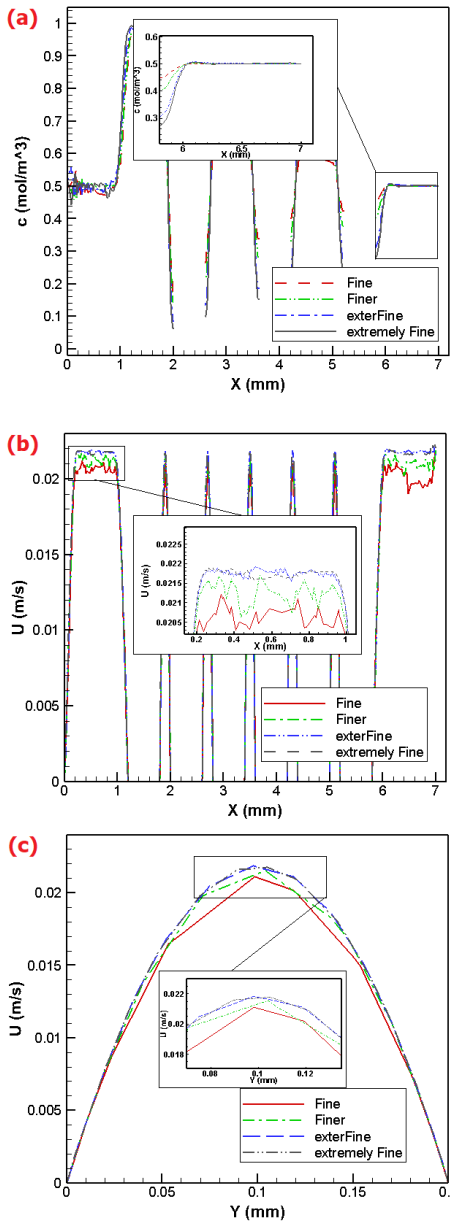 (a)
c (mol/m^3)
1
0.9
0.8
0.7
0.6
0.5
0.4
0.3
0.2
0.1
0
0 1 2 3 4 5 6 7
X (mm)
c (mol/m^3)
0.6
0.5
0.4
0.3
6 6.5 7
X (mm)
Fine
Finer
exterFine
extremely Fine
(b)
U (m/s)
0.02
0.015
0.01
0.005
0
0 1 2 3 4 5 6 7
X (mm)
U (m/s)
0.0229
0.0225
0.022
0.0215
0.021
0.0205
0.2 0.4 0.6 0.8 1
X (mm)
Fine
Finer
exterFine
extremely Fine
(c)
U (m/s)
0.02
0.015
0.01
0.005
0
0 0.05 0.1 0.15 0.
Y (mm)
U (m/s)
0.022
0.02
0.018
0.08 0.1 0.12
Y (mm)
Fine
Finer
exterFine
extremely Fine